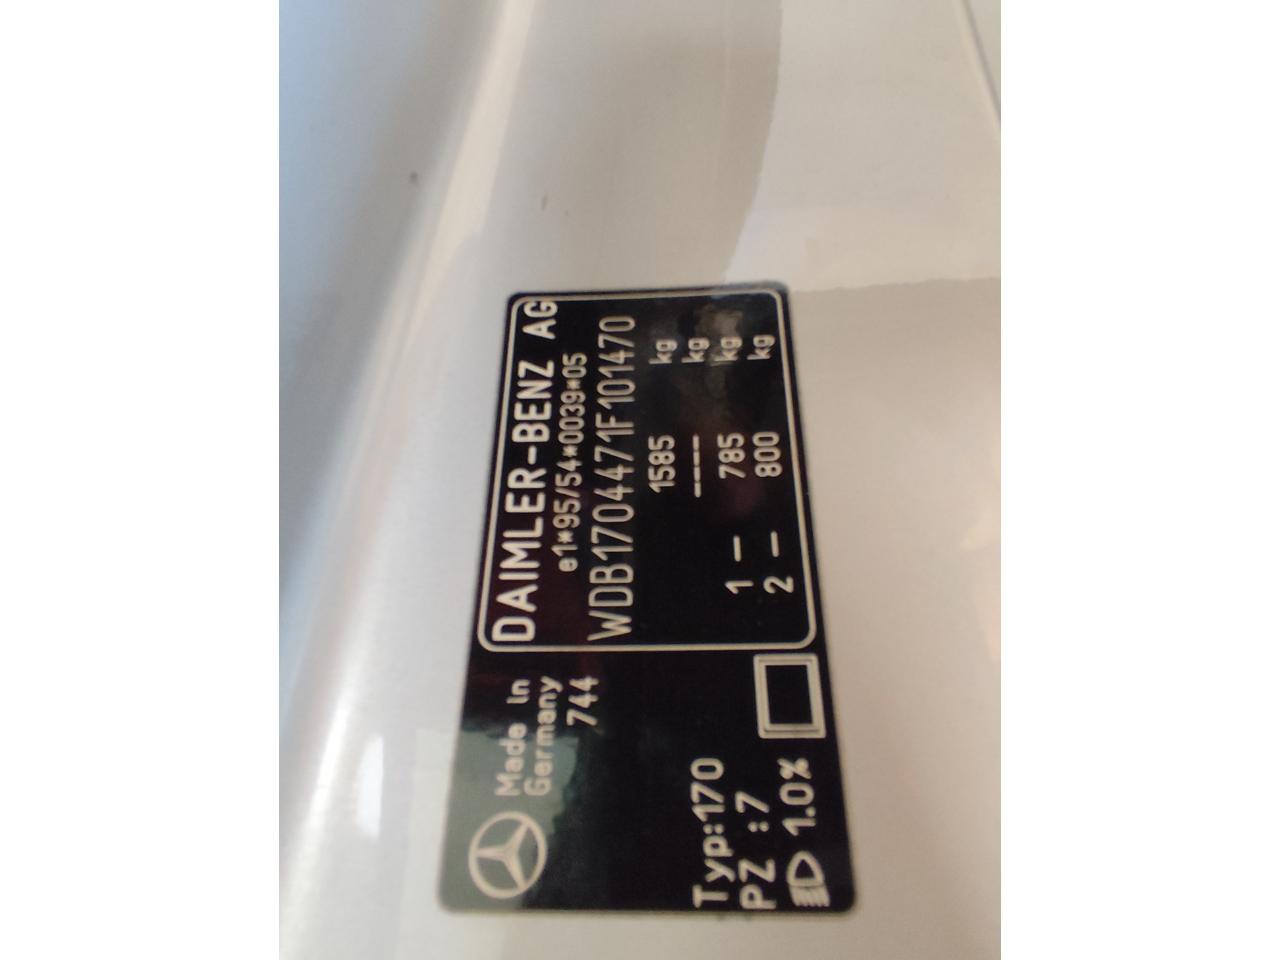 Made in
Germany
744
DAIMLER-BENZ AG
e1*95/54*0039*05
WDB1704471F101470
1585 kg
---- kg
1 – 785 kg
2 – 800 kg
Typ:170
PZ :7
1.0%